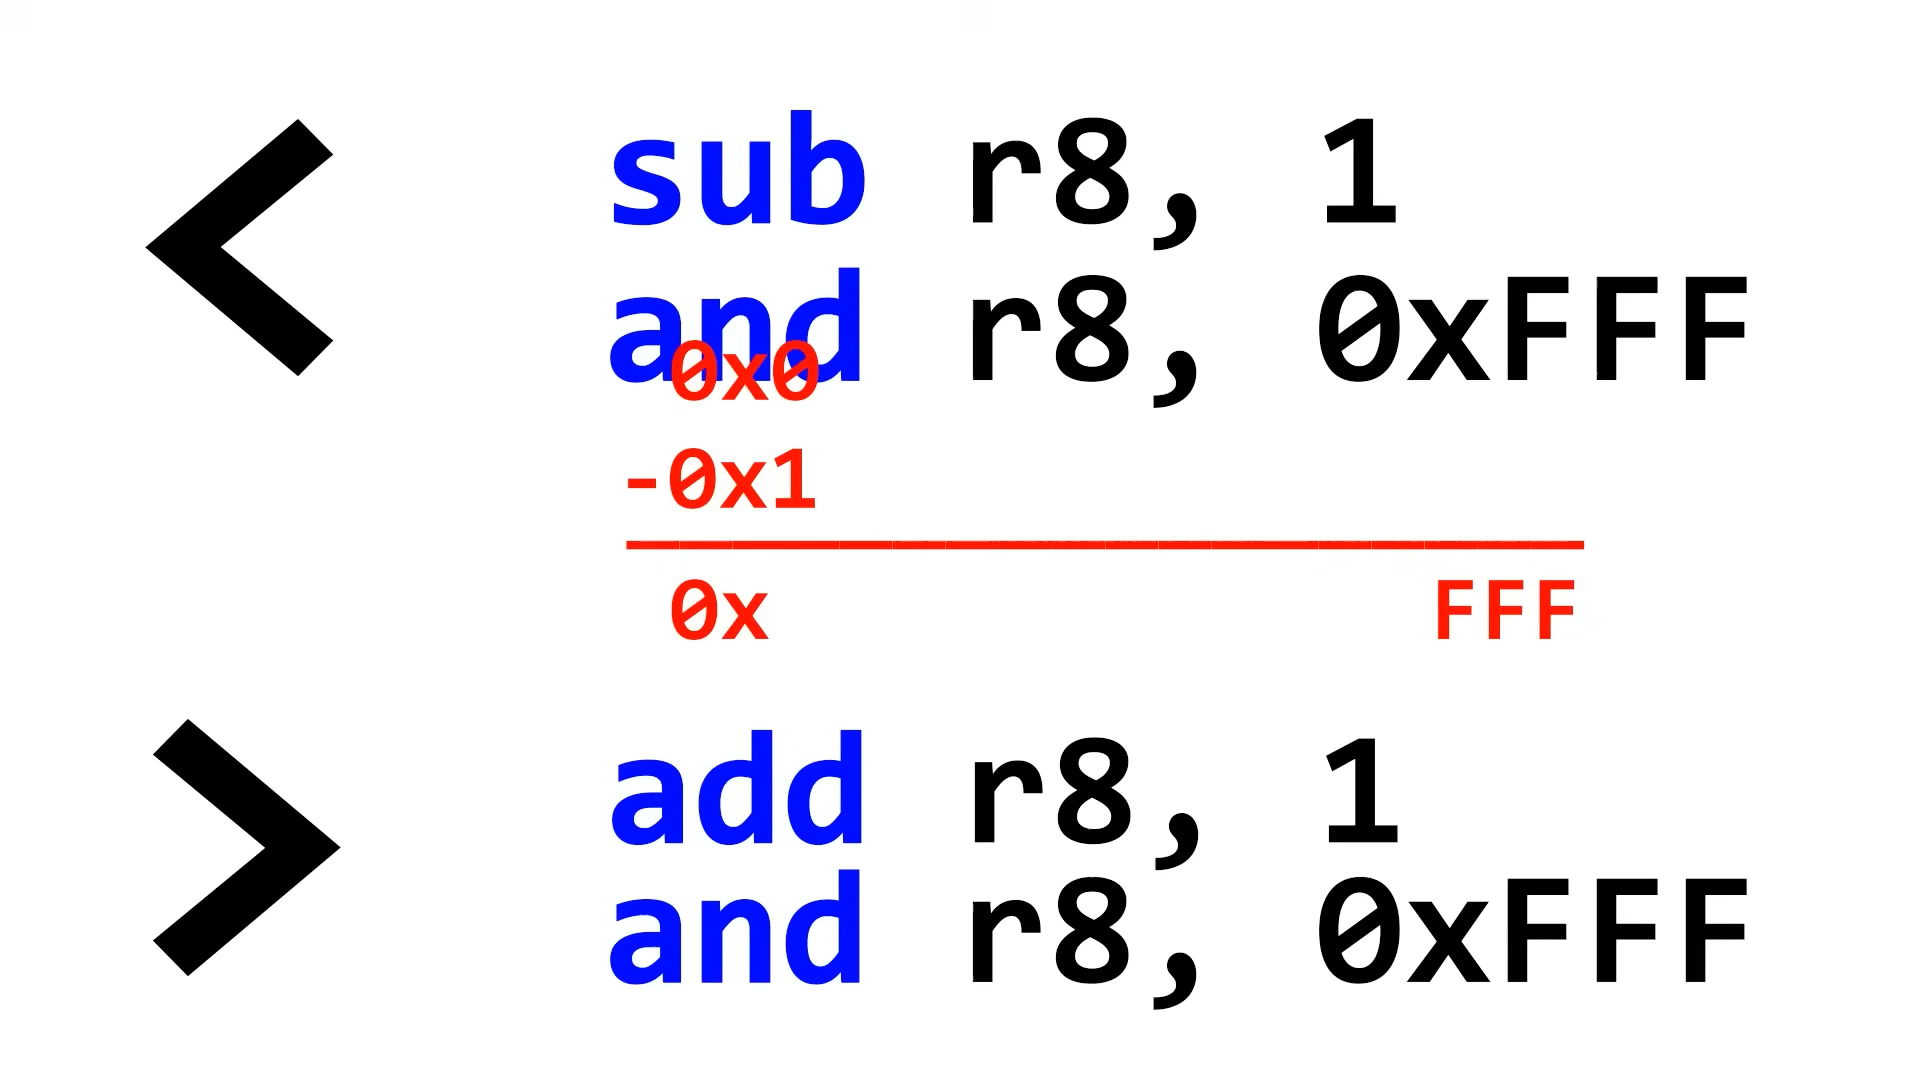 < sub r8, 1
and r8, 0xFFF
0x0
-0x1
0x FFF
> add r8, 1
and r8, 0xFFF